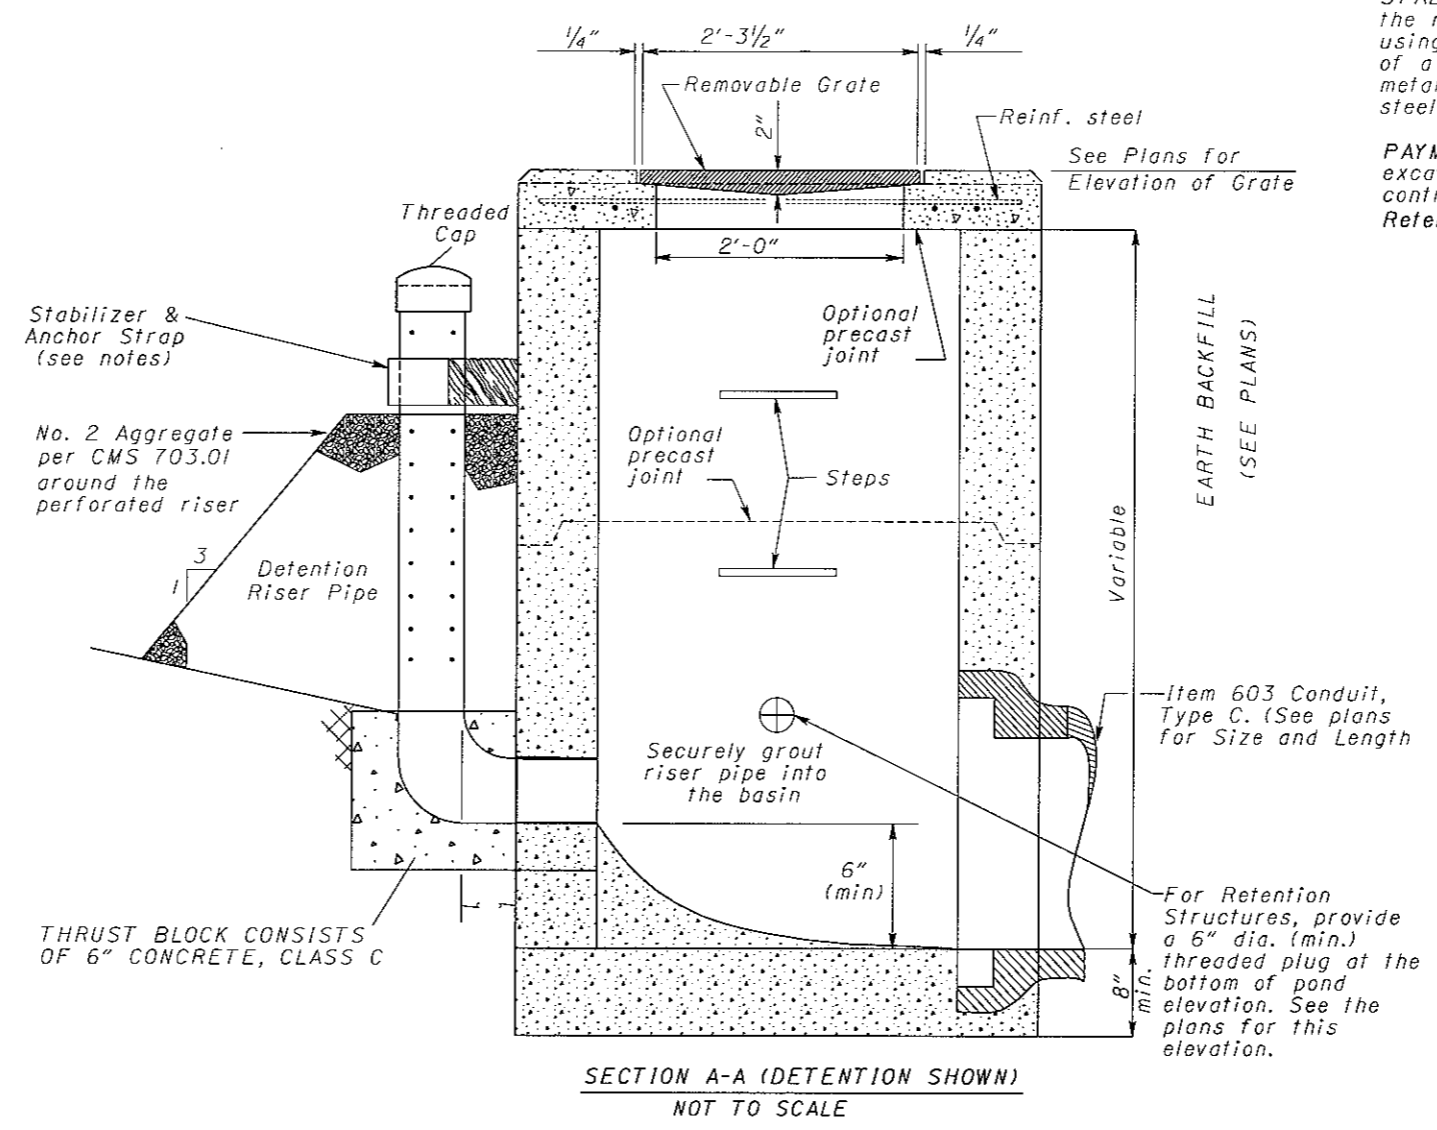 1/4"
2'-3 1/2"
1/4"
Removable Grate
2"
Reinf. steel
See Plans for
Elevation of Grate
the
using
of a
metal
steel
PAYM
excav
conti
Reter
Threaded
Cap
2'-0"
Stabilizer &
Anchor Strap
(see notes)
Optional
precast
joint
EARTH BACKFILL
(SEE PLANS)
No. 2 Aggregate
per CMS 703.01
around the
perforated riser
Optional
precast
joint
Steps
3
1
Detention
Riser Pipe
Variable
Item 603 Conduit,
Type C. (See plans
for Size and Length
Securely grout
riser pipe into
the basin
6"
(min)
For Retention
Structures, provide
a 6" dia. (min.)
threaded plug at the
bottom of pond
elevation. See the
plans for this
elevation.
THRUST BLOCK CONSISTS
OF 6" CONCRETE, CLASS C
8"
min.
SECTION A-A (DETENTION SHOWN)
NOT TO SCALE